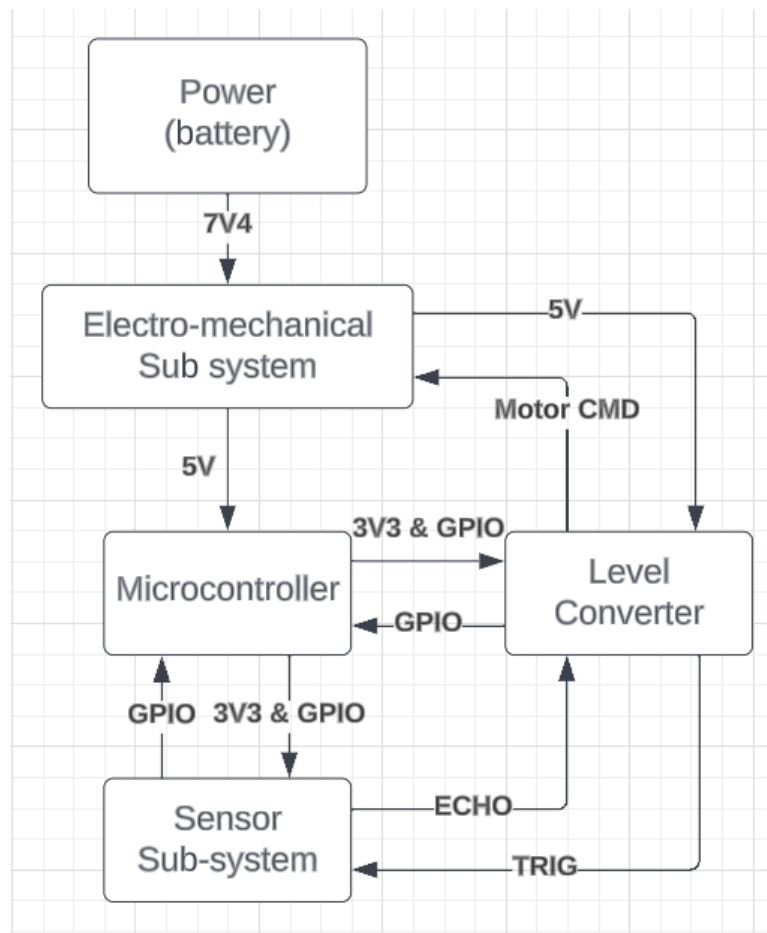 Power
(battery)
7V4
Electro-mechanical
Sub system
5V
Motor CMD
5V
3V3 & GPIO
Microcontroller
Level
Converter
GPIO
GPIO
3V3 & GPIO
Sensor
Sub-system
ECHO
TRIG